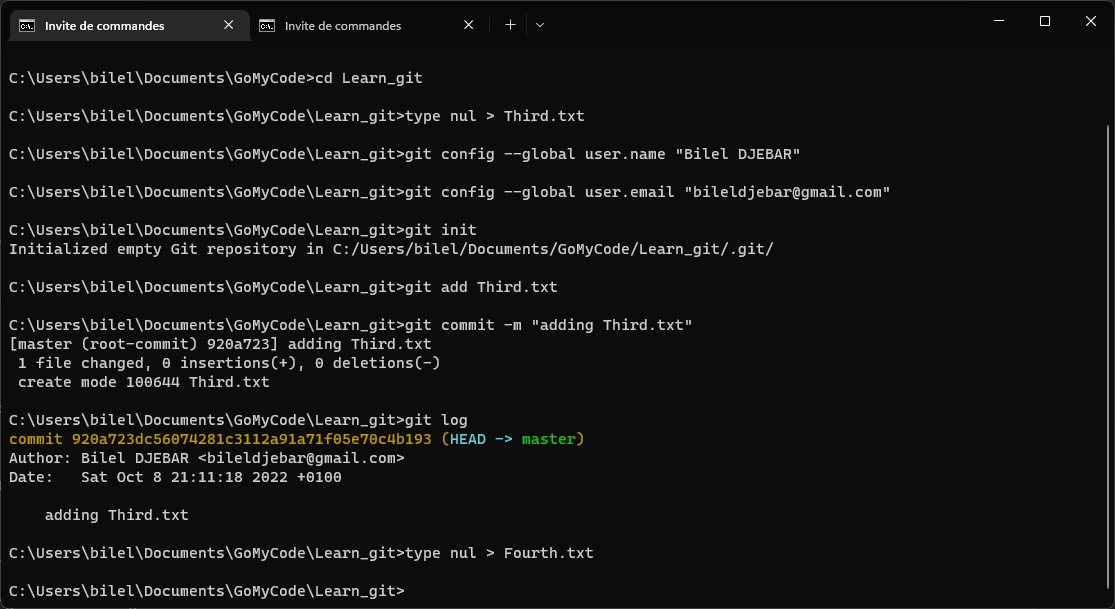 Invite de commandes
Invite de commandes
C:\Users\bilel\Documents\GoMyCode>cd Learn_git
C:\Users\bilel\Documents\GoMyCode\Learn_git>type nul > Third.txt
C:\Users\bilel\Documents\GoMyCode\Learn_git>git config --global user.name "Bilel DJEBAR"
C:\Users\bilel\Documents\GoMyCode\Learn_git>git config --global user.email "bileldjebar@gmail.com"
C:\Users\bilel\Documents\GoMyCode\Learn_git>git init
Initialized empty Git repository in C:/Users/bilel/Documents/GoMyCode/Learn_git/.git/
C:\Users\bilel\Documents\GoMyCode\Learn_git>git add Third.txt
C:\Users\bilel\Documents\GoMyCode\Learn_git>git commit -m "adding Third.txt"
[master (root-commit) 920a723] adding Third.txt
 1 file changed, 0 insertions(+), 0 deletions(-)
 create mode 100644 Third.txt
C:\Users\bilel\Documents\GoMyCode\Learn_git>git log
commit 920a723dc56074281c3112a91a71f05e70c4b193 (HEAD -> master)
Author: Bilel DJEBAR <bileldjebar@gmail.com>
Date:   Sat Oct 8 21:11:18 2022 +0100
    adding Third.txt
C:\Users\bilel\Documents\GoMyCode\Learn_git>type nul > Fourth.txt
C:\Users\bilel\Documents\GoMyCode\Learn_git>